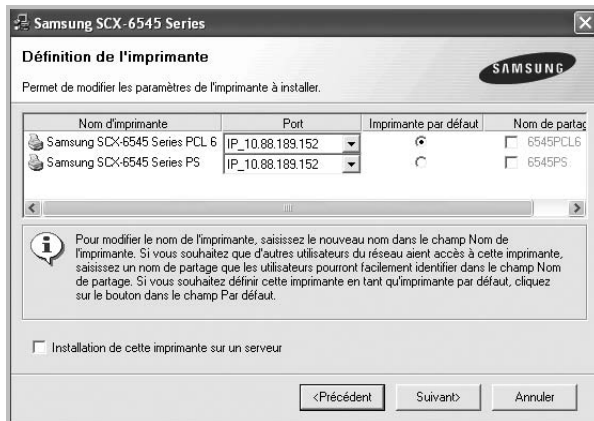 Samsung SCX-6545 Series
Définition de l'imprimante
SAMSUNG
Permet de modifier les paramètres de l'imprimante à installer.
Nom d'imprimante Port Imprimante par défaut Nom de partag
Samsung SCX-6545 Series PCL 6 IP_10.88.189.152 6545PCL6
Samsung SCX-6545 Series PS IP_10.88.189.152 6545PS
Pour modifier le nom de l'imprimante, saisissez le nouveau nom dans le champ Nom de
l'imprimante. Si vous souhaitez que d'autres utilisateurs du réseau aient accès à cette imprimante,
saisissez un nom de partage que les utilisateurs pourront facilement identifier dans le champ Nom
de partage. Si vous souhaitez définir cette imprimante en tant qu'imprimante par défaut, cliquez
sur le bouton dans le champ Par défaut.
Installation de cette imprimante sur un serveur
<Précédent Suivant> Annuler